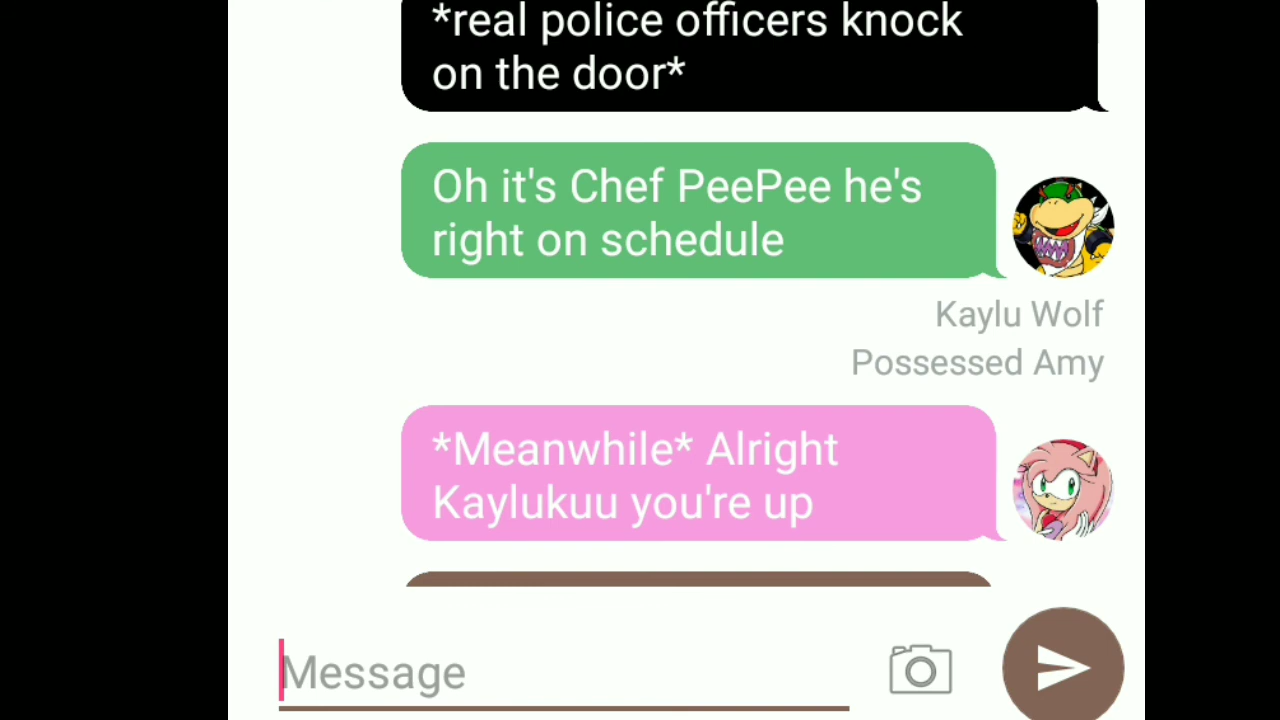 *real police officers knock
on the door*
Oh it's Chef PeePee he's
right on schedule
Kaylu Wolf
Possessed Amy
*Meanwhile* Alright
Kaylukuu you're up
Message